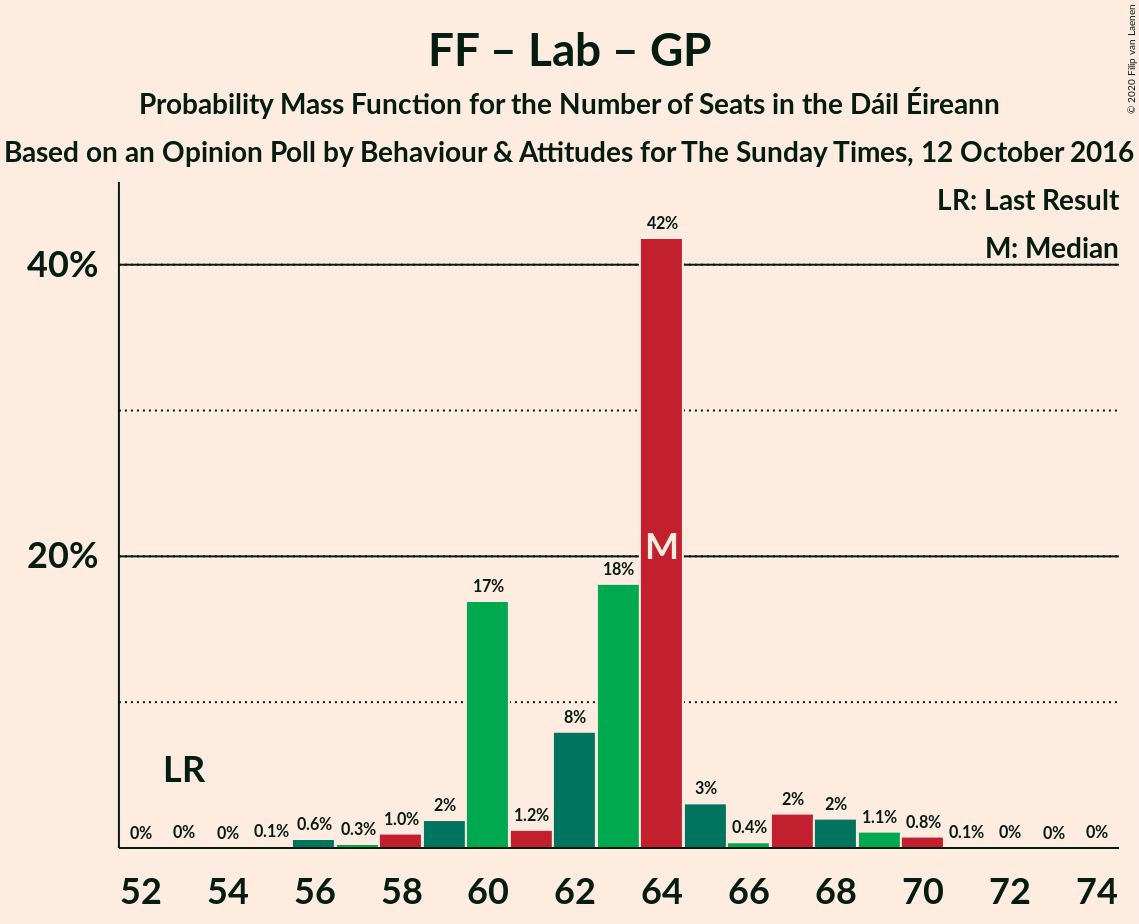 FF – Lab – GP
Probability Mass Function for the Number of Seats in the Dáil Éireann
Based on an Opinion Poll by Behaviour & Attitudes for The Sunday Times, 12 October 2016
© 2020 Filip van Laenen
LR: Last Result
M: Median
40%
20%
LR
M
0%
0%
0%
0.1%
0.6%
0.3%
1.0%
2%
17%
1.2%
8%
18%
42%
3%
0.4%
2%
2%
1.1%
0.8%
0.1%
0%
0%
0%
52 54 56 58 60 62 64 66 68 70 72 74